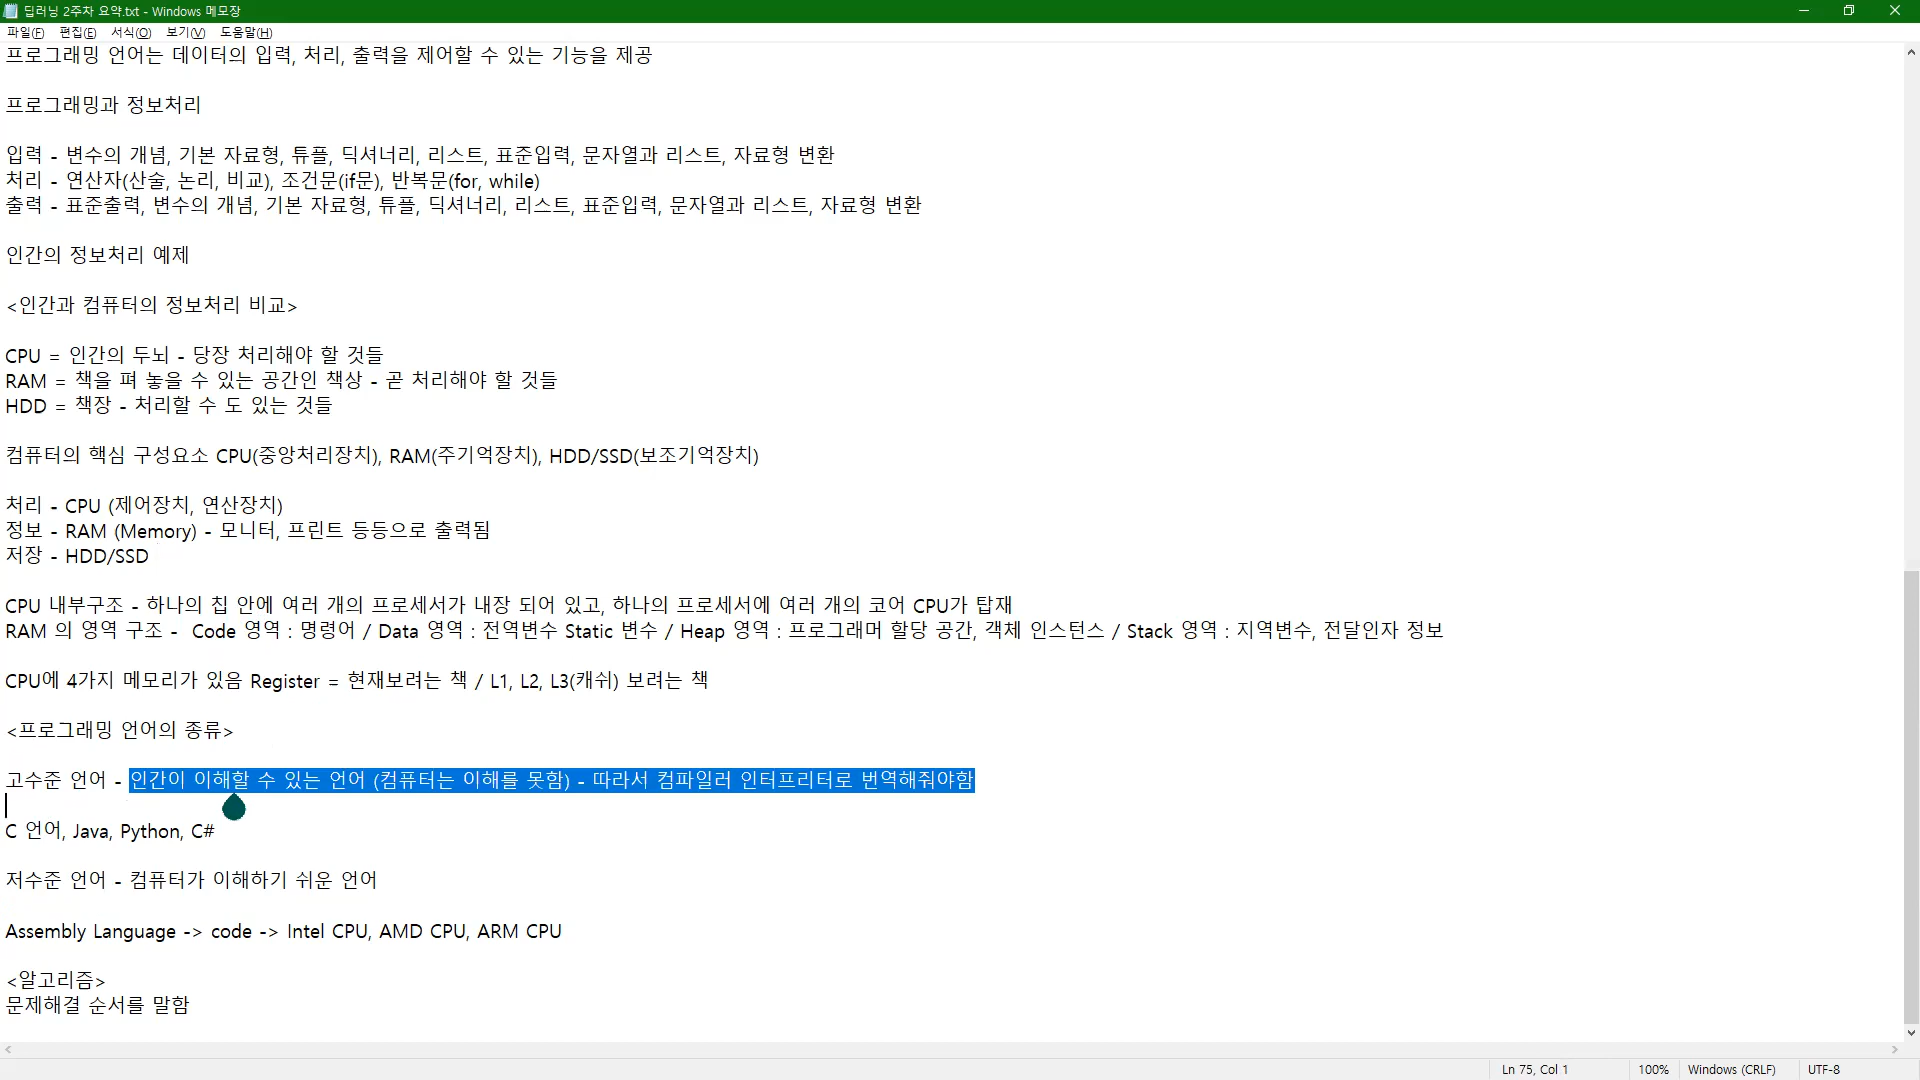 딥러닝 2주차 요약.txt - Windows 메모장
파일(F) 편집(E) 서식(O) 보기(V) 도움말(H)
프로그래밍 언어는 데이터의 입력, 처리, 출력을 제어할 수 있는 기능을 제공
프로그래밍과 정보처리
입력 - 변수의 개념, 기본 자료형, 튜플, 딕셔너리, 리스트, 표준입력, 문자열과 리스트, 자료형 변환
처리 - 연산자(산술, 논리, 비교), 조건문(if문), 반복문(for, while)
출력 - 표준출력, 변수의 개념, 기본 자료형, 튜플, 딕셔너리, 리스트, 표준입력, 문자열과 리스트, 자료형 변환
인간의 정보처리 예제
<인간과 컴퓨터의 정보처리 비교>
CPU = 인간의 두뇌 - 당장 처리해야 할 것들
RAM = 책을 펴 놓을 수 있는 공간인 책상 - 곧 처리해야 할 것들
HDD = 책장 - 처리할 수 도 있는 것들
컴퓨터의 핵심 구성요소 CPU(중앙처리장치), RAM(주기억장치), HDD/SSD(보조기억장치)
처리 - CPU (제어장치, 연산장치)
정보 - RAM (Memory) - 모니터, 프린트 등등으로 출력됨
저장 - HDD/SSD
CPU 내부구조 - 하나의 칩 안에 여러 개의 프로세서가 내장 되어 있고, 하나의 프로세서에 여러 개의 코어 CPU가 탑재
RAM 의 영역 구조 -  Code 영역 : 명령어 / Data 영역 : 전역변수 Static 변수 / Heap 영역 : 프로그래머 할당 공간, 객체 인스턴스 / Stack 영역 : 지역변수, 전달인자 정보
CPU에 4가지 메모리가 있음 Register = 현재보려는 책 / L1, L2, L3(캐쉬) 보려는 책
<프로그래밍 언어의 종류>
고수준 언어 - 인간이 이해할 수 있는 언어 (컴퓨터는 이해를 못함) - 따라서 컴파일러 인터프리터로 번역해줘야함
C 언어, Java, Python, C#
저수준 언어 - 컴퓨터가 이해하기 쉬운 언어
Assembly Language -> code -> Intel CPU, AMD CPU, ARM CPU
<알고리즘>
문제해결 순서를 말함
Ln 75, Col 1 100% Windows (CRLF) UTF-8